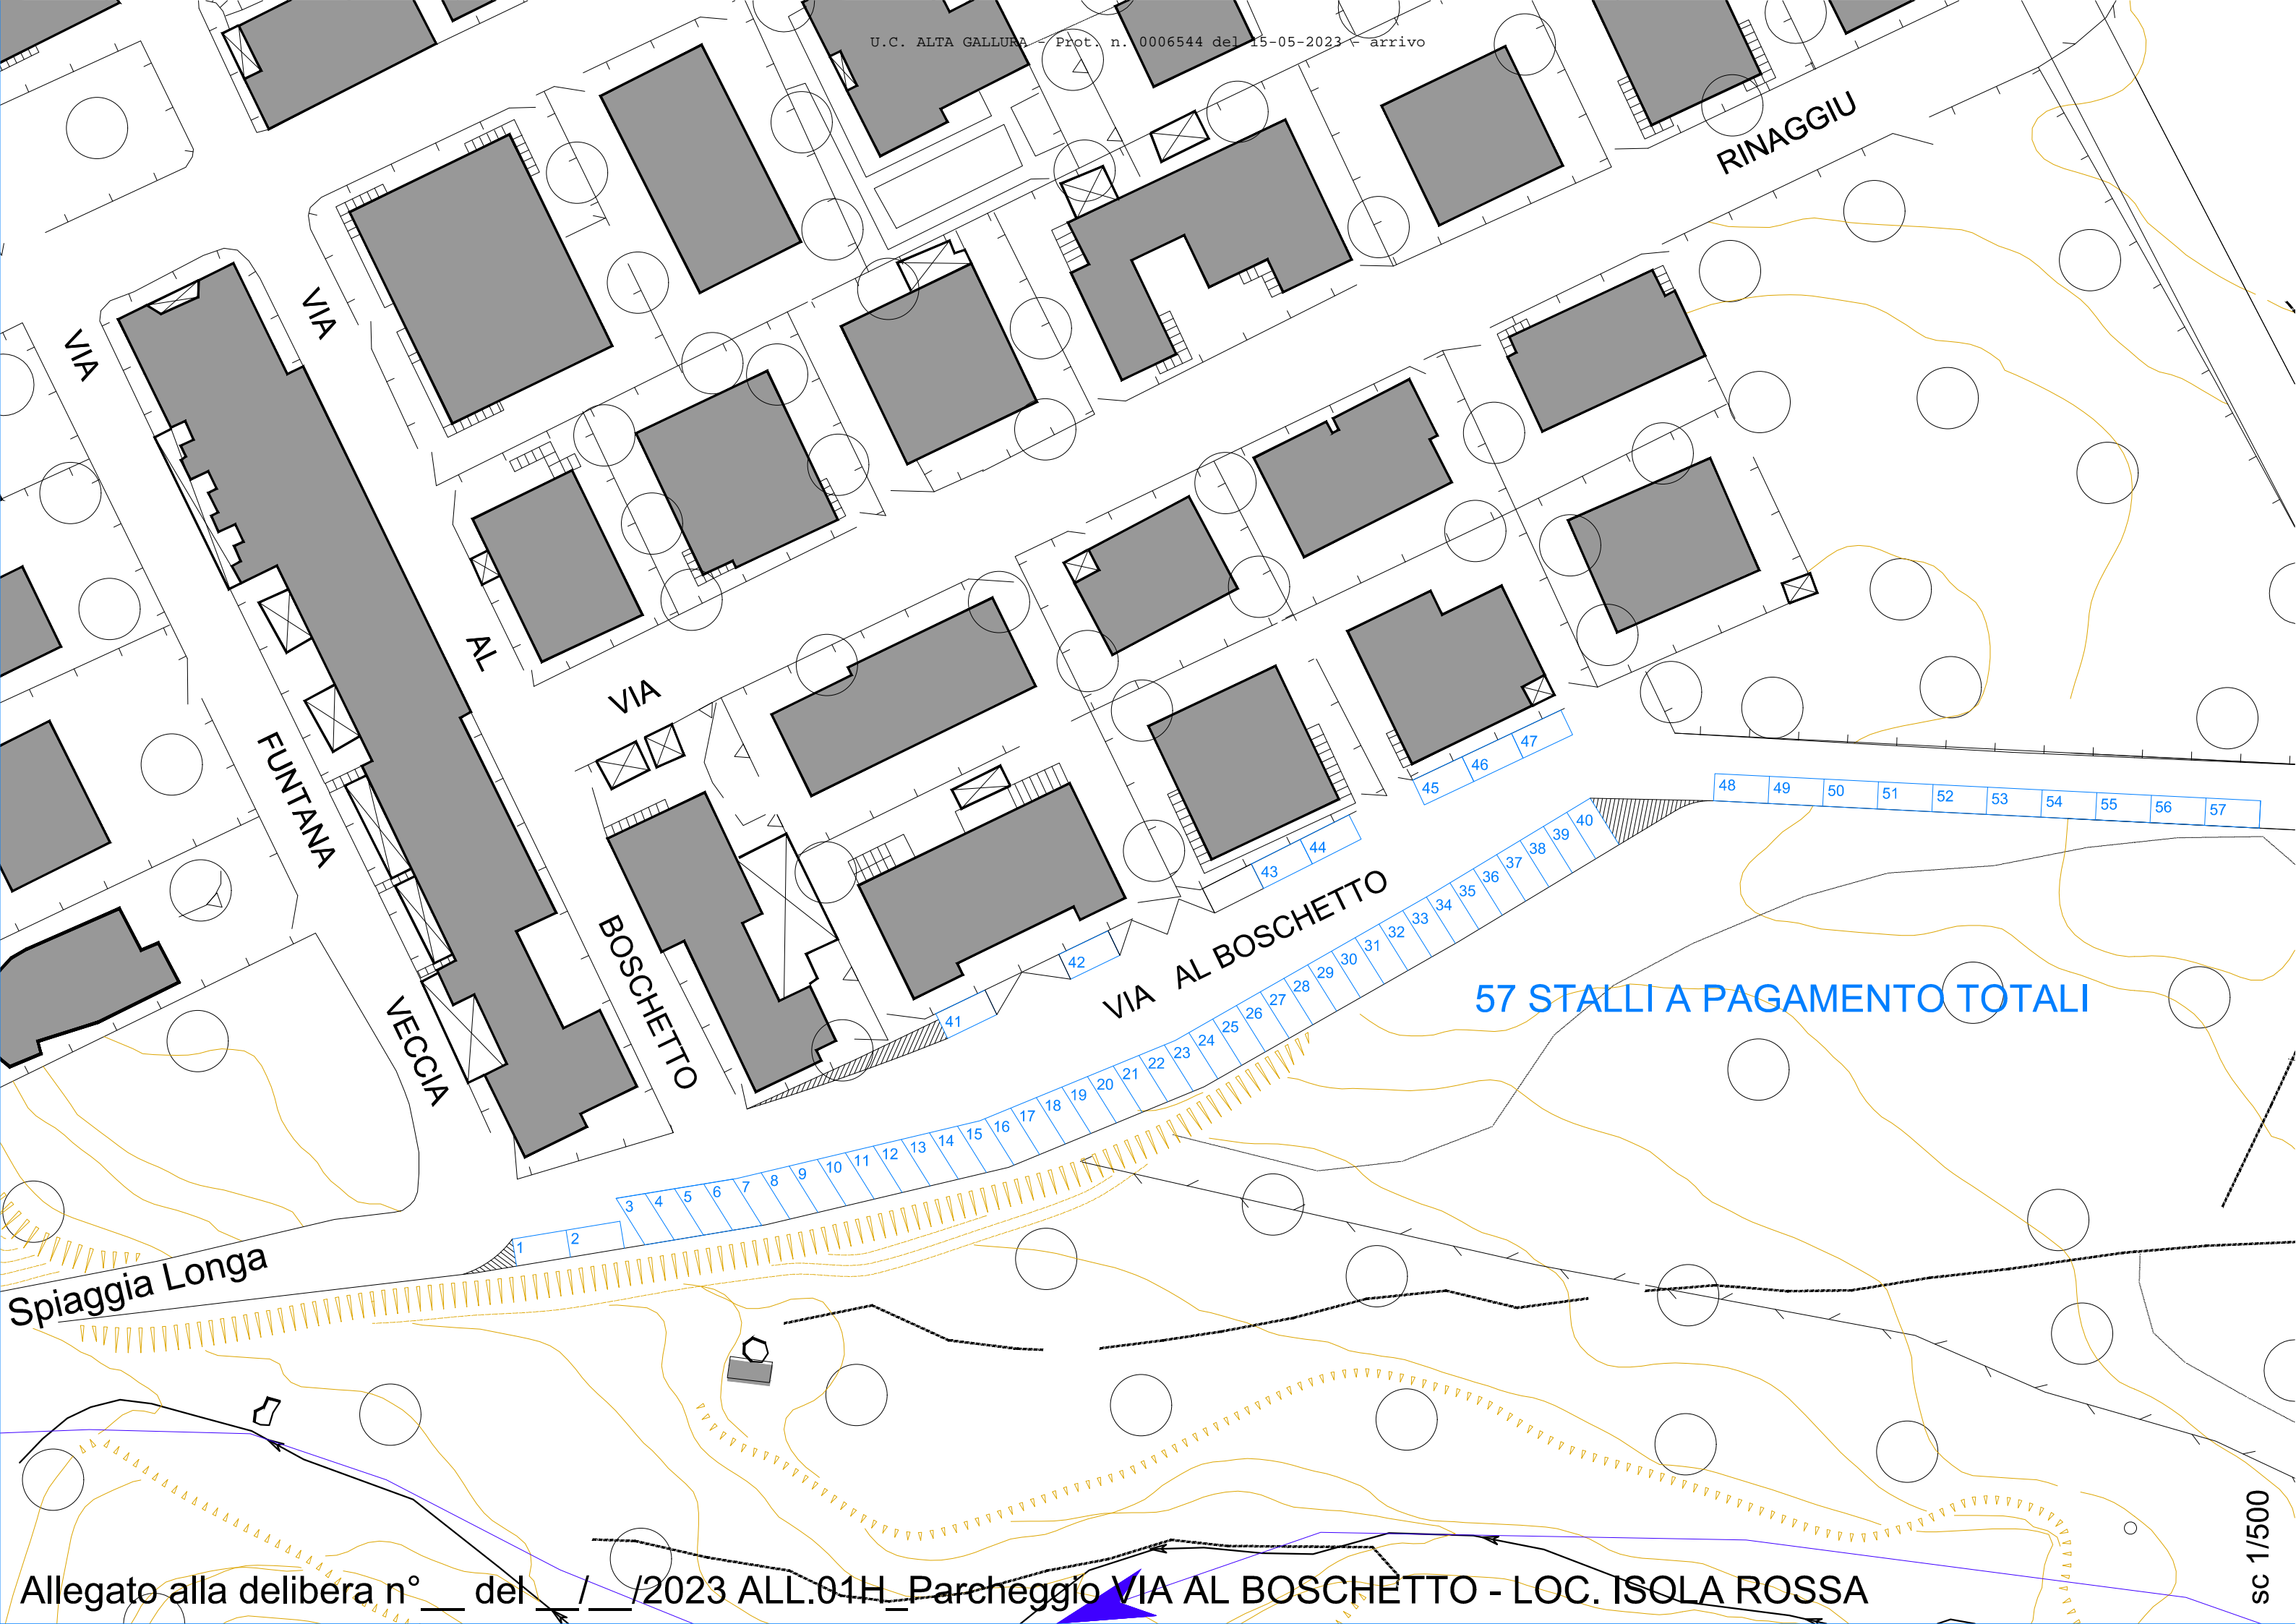 U.C. ALTA GALLURA - Prot. n. 0006544 del 15-05-2023 - arrivo
RINAGGIU
VIA
VIA
AL
VIA
FUNTANA
BOSCHETTO
VECCIA
VIA AL BOSCHETTO
45 46 47
43 44
42
41
48 49 50 51 52 53 54 55 56 57
57 STALLI A PAGAMENTO TOTALI
1 2 3 4 5 6 7 8 9 10 11 12 13 14 15 16 17 18 19 20 21 22 23 24 25 26 27 28 29 30 31 32 33 34 35 36 37 38 39 40
Spiaggia Longa
sc 1/500
Allegato alla delibera n° __ del __/__/2023 ALL.01H_Parcheggio VIA AL BOSCHETTO - LOC. ISOLA ROSSA